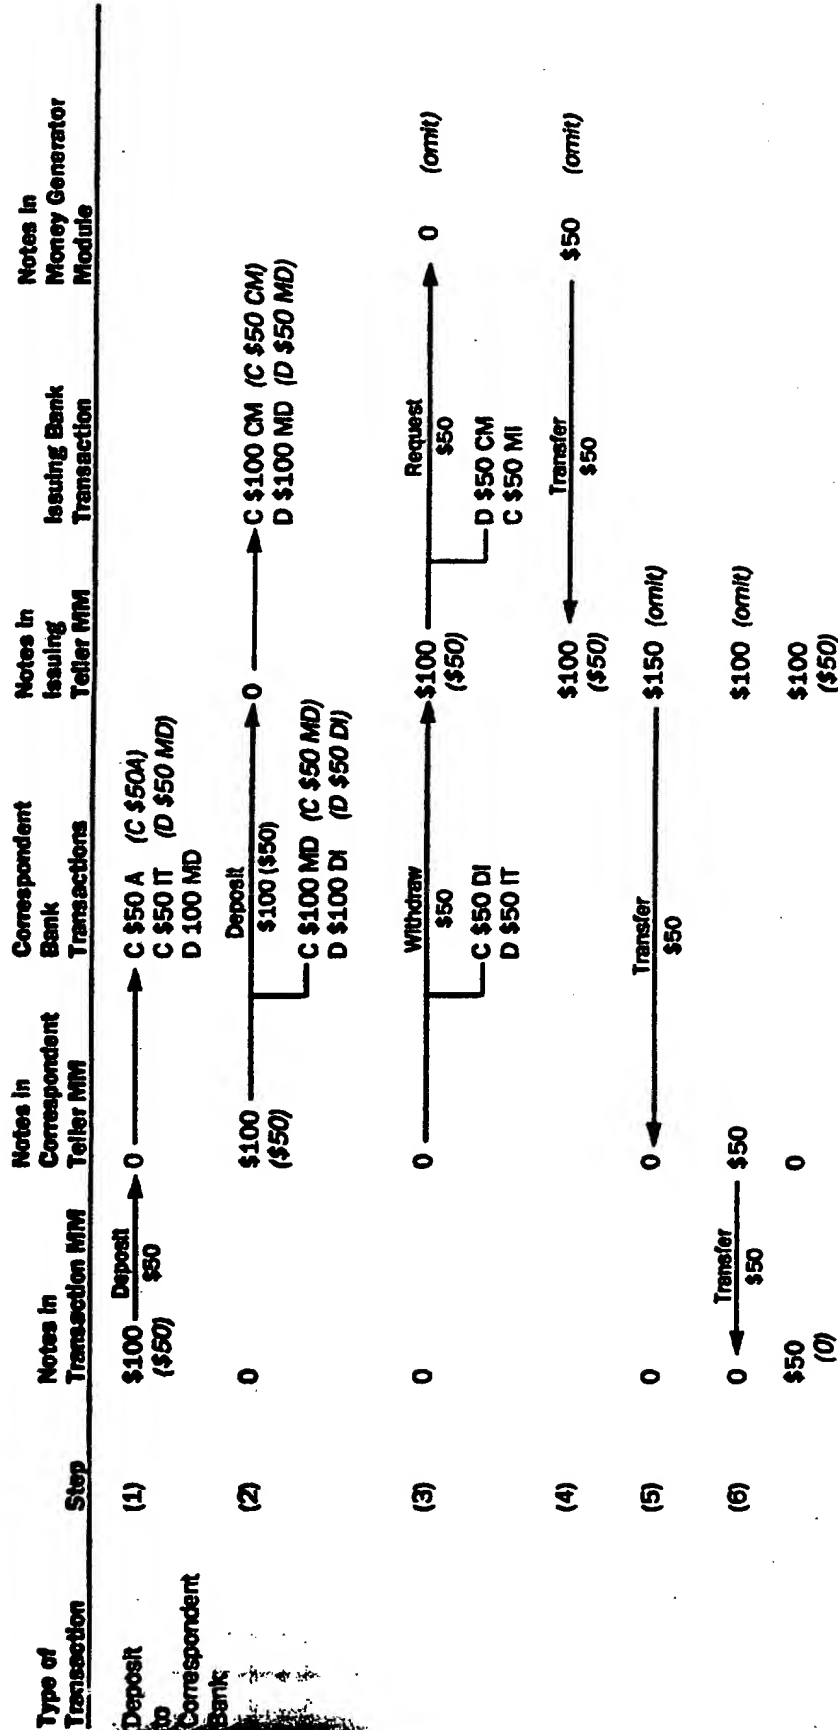 Type of
Transaction
Step
Notes in
Transaction MM
Notes in
Correspondent
Teller MM
Correspondent
Bank
Transactions
Notes in
Issuing
Teller MM
Issuing Bank
Transaction
Notes in
Money Generator
Module
Deposit
to
Correspondent
Bank
(1)
$100
($50)
Deposit
$50
0
C $50 A (C $50A)
C $50 IT (D $50 MD)
D 100 MD
(2)
0
$100
($50)
Deposit
$100 ($50)
C $100 MD (C $50 MD)
D $100 DI (D $50 DI)
0
C $100 CM (C $50 CM)
D $100 MD (D $50 MD)
(3)
0
0
Withdraw
$50
C $50 DI
D $50 IT
$100
($50)
Request
$50
D $50 CM
C $50 MI
0 (omit)
(4)
$100
($50)
Transfer
$50
$50 (omit)
(5)
0
0
Transfer
$50
$150 (omit)
(6)
0
Transfer
$50
$50
$100 (omit)
$50
(0)
0
$100
($50)